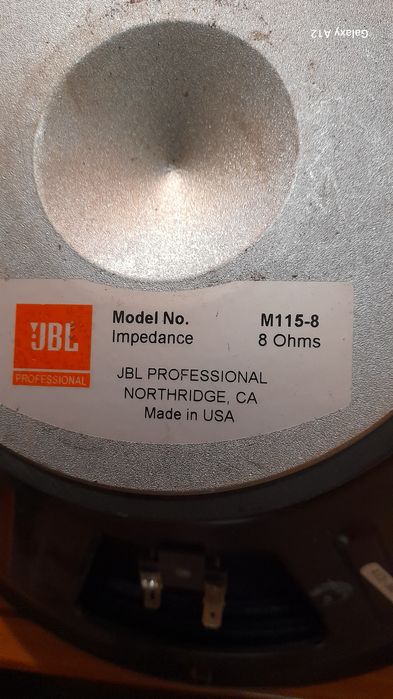 Galaxy A12
JBL
PROFESSIONAL
Model No. M115-8
Impedance 8 Ohms
JBL PROFESSIONAL
NORTHRIDGE, CA
Made in USA